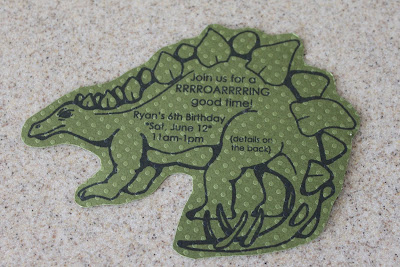 Join us for a
RRRROARRRRING
good time!
Ryan's 6th Birthday
*Sat, June 12*
11am-1pm
(details on
the back)